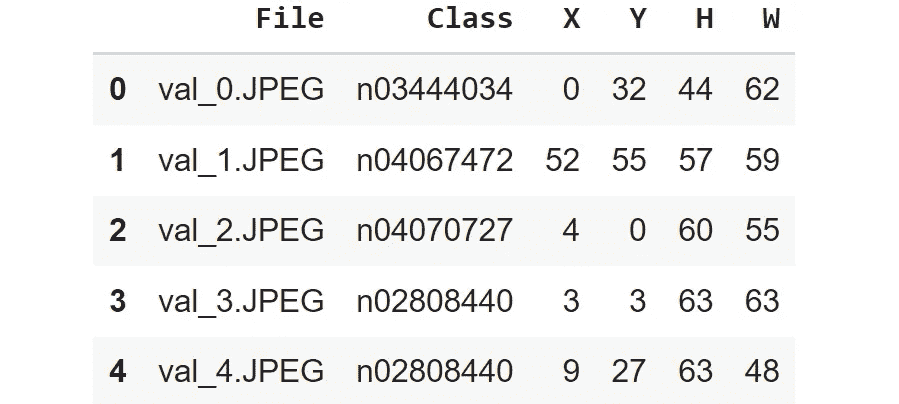 File Class X Y H W
0 val_0.JPEG n03444034 0 32 44 62
1 val_1.JPEG n04067472 52 55 57 59
2 val_2.JPEG n04070727 4 0 60 55
3 val_3.JPEG n02808440 3 3 63 63
4 val_4.JPEG n02808440 9 27 63 48